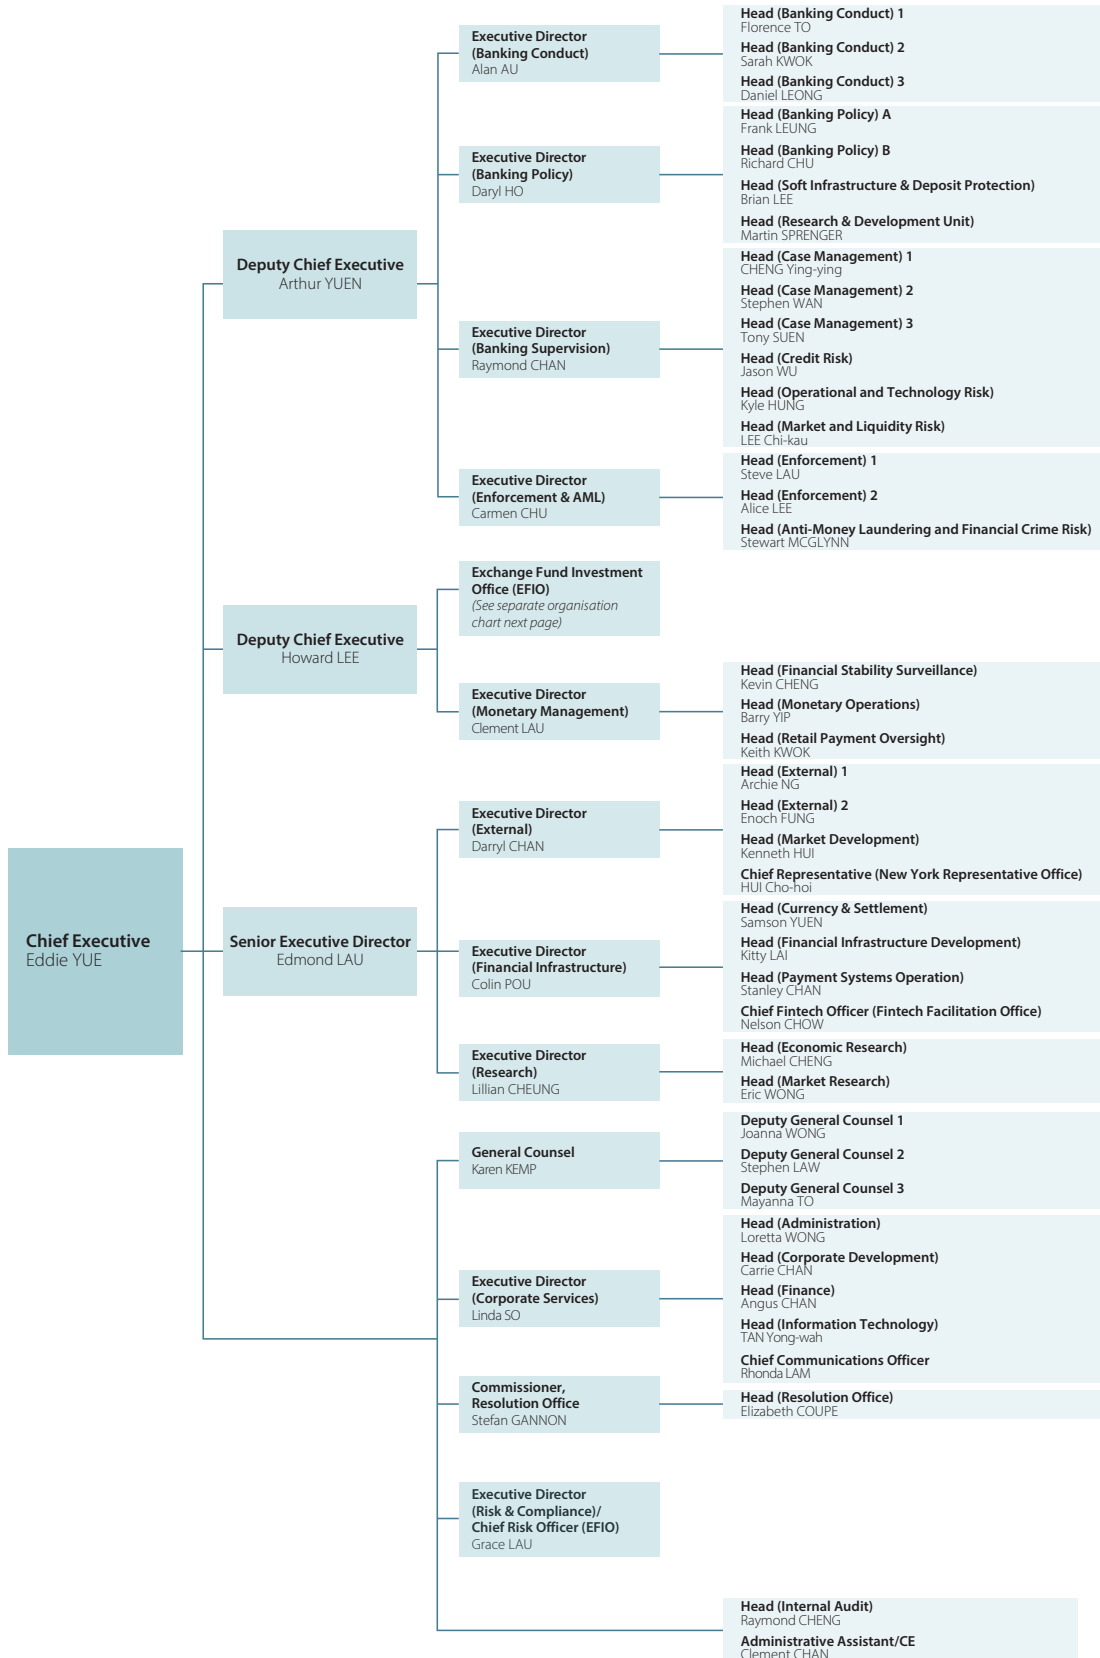 Chief Executive
Eddie YUE
Deputy Chief Executive
Arthur YUEN
Executive Director
(Banking Conduct)
Alan AU
Head (Banking Conduct) 1
Florence TO
Head (Banking Conduct) 2
Sarah KWOK
Head (Banking Conduct) 3
Daniel LEONG
Executive Director
(Banking Policy)
Daryl HO
Head (Banking Policy) A
Frank LEUNG
Head (Banking Policy) B
Richard CHU
Head (Soft Infrastructure & Deposit Protection)
Brian LEE
Head (Research & Development Unit)
Martin SPRENGER
Executive Director
(Banking Supervision)
Raymond CHAN
Head (Case Management) 1
CHENG Ying-ying
Head (Case Management) 2
Stephen WAN
Head (Case Management) 3
Tony SUEN
Head (Credit Risk)
Jason WU
Head (Operational and Technology Risk)
Kyle HUNG
Head (Market and Liquidity Risk)
LEE Chi-kau
Executive Director
(Enforcement & AML)
Carmen CHU
Head (Enforcement) 1
Steve LAU
Head (Enforcement) 2
Alice LEE
Head (Anti-Money Laundering and Financial Crime Risk)
Stewart MCGLYNN
Deputy Chief Executive
Howard LEE
Exchange Fund Investment
Office (EFIO)
(See separate organisation
chart next page)
Executive Director
(Monetary Management)
Clement LAU
Head (Financial Stability Surveillance)
Kevin CHENG
Head (Monetary Operations)
Barry YIP
Head (Retail Payment Oversight)
Keith KWOK
Senior Executive Director
Edmond LAU
Executive Director
(External)
Darryl CHAN
Head (External) 1
Archie NG
Head (External) 2
Enoch FUNG
Head (Market Development)
Kenneth HUI
Chief Representative (New York Representative Office)
HUI Cho-hoi
Executive Director
(Financial Infrastructure)
Colin POU
Head (Currency & Settlement)
Samson YUEN
Head (Financial Infrastructure Development)
Kitty LAI
Head (Payment Systems Operation)
Stanley CHAN
Chief Fintech Officer (Fintech Facilitation Office)
Nelson CHOW
Executive Director
(Research)
Lillian CHEUNG
Head (Economic Research)
Michael CHENG
Head (Market Research)
Eric WONG
General Counsel
Karen KEMP
Deputy General Counsel 1
Joanna WONG
Deputy General Counsel 2
Stephen LAW
Deputy General Counsel 3
Mayanna TO
Executive Director
(Corporate Services)
Linda SO
Head (Administration)
Loretta WONG
Head (Corporate Development)
Carrie CHAN
Head (Finance)
Angus CHAN
Head (Information Technology)
TAN Yong-wah
Chief Communications Officer
Rhonda LAM
Commissioner,
Resolution Office
Stefan GANNON
Head (Resolution Office)
Elizabeth COUPE
Executive Director
(Risk & Compliance)/
Chief Risk Officer (EFIO)
Grace LAU
Head (Internal Audit)
Raymond CHENG
Administrative Assistant/CE
Clement CHAN